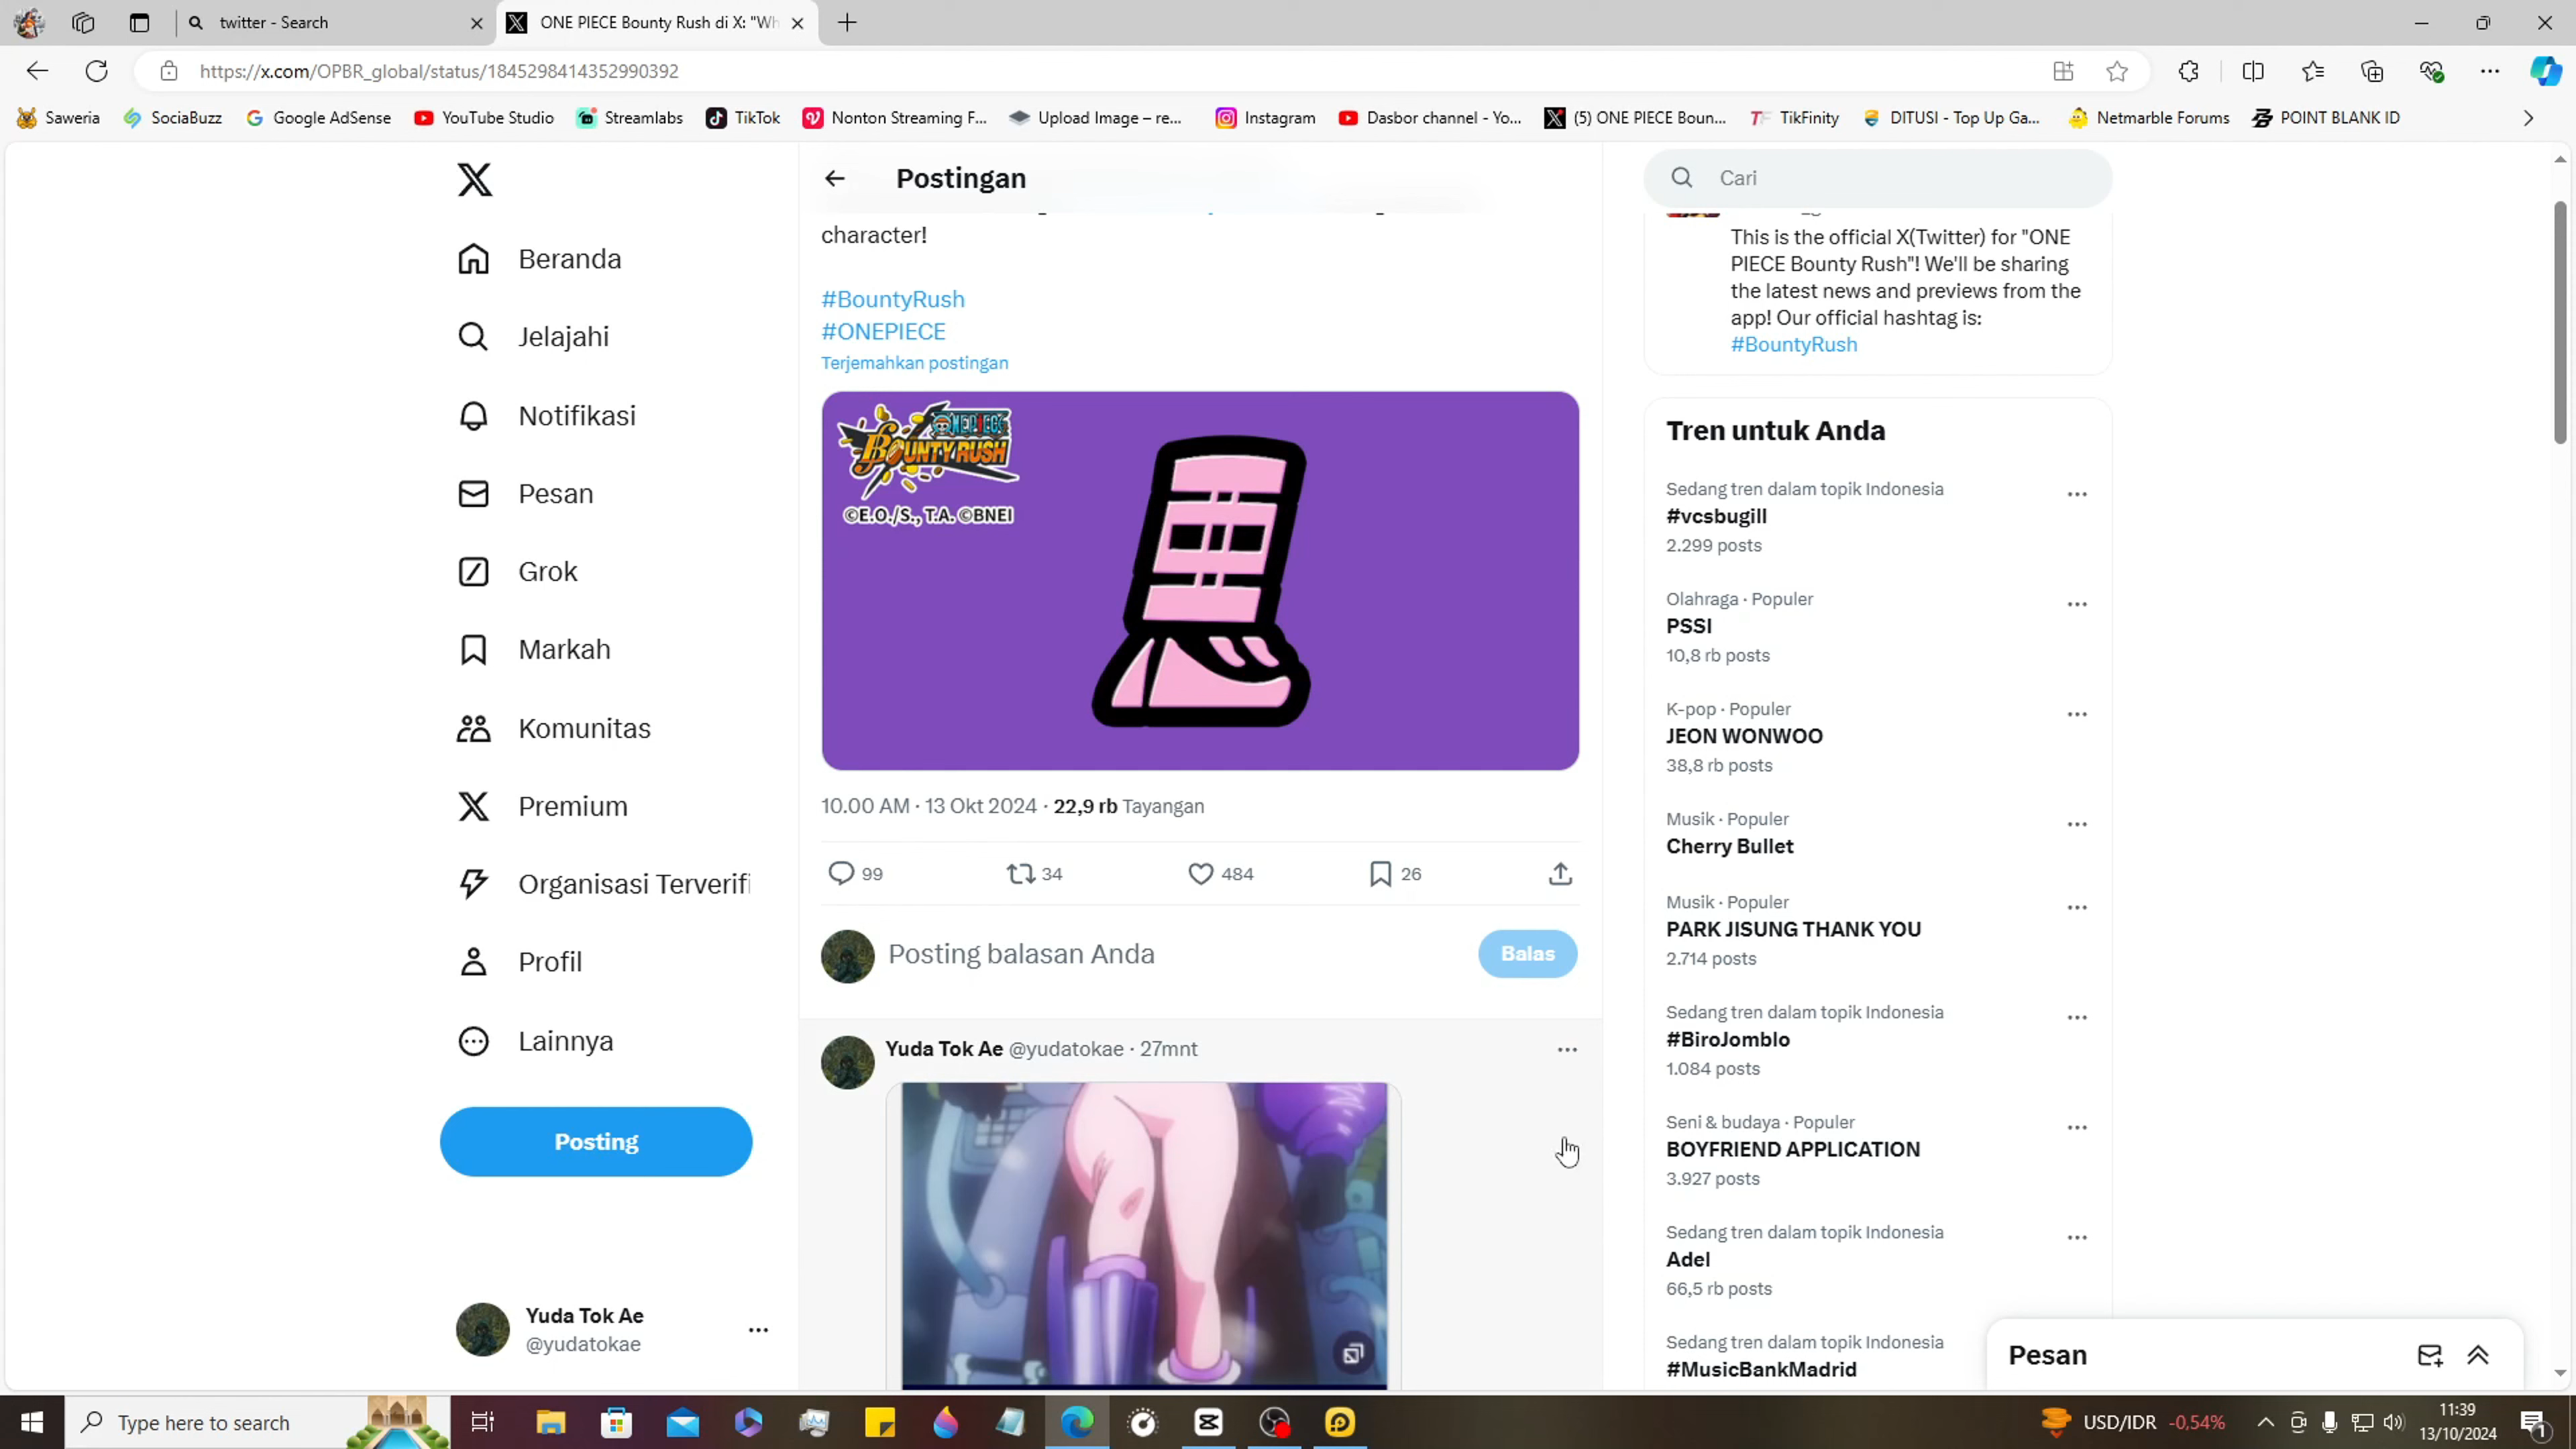 twitter - Search
ONE PIECE Bounty Rush di X: "Wh
https://x.com/OPBR_global/status/1845298414352990392
Saweria
SociaBuzz
Google AdSense
YouTube Studio
Streamlabs
TikTok
Nonton Streaming F...
Upload Image – re...
Instagram
Dasbor channel - Yo...
(5) ONE PIECE Boun...
TikFinity
DITUSI - Top Up Ga...
Netmarble Forums
POINT BLANK ID
Beranda
Jelajahi
Notifikasi
Pesan
Grok
Markah
Komunitas
Premium
Organisasi Terverifi
Profil
Lainnya
Posting
Yuda Tok Ae
@yudatokae
Postingan
character!
#BountyRush
#ONEPIECE
Terjemahkan postingan
ONE PIECE
BOUNTY RUSH
©E.O./S., T.A. ©BNEI
10.00 AM · 13 Okt 2024 · 22,9 rb Tayangan
99
34
484
26
Posting balasan Anda
Balas
Yuda Tok Ae @yudatokae · 27mnt
Cari
This is the official X(Twitter) for "ONE
PIECE Bounty Rush"! We'll be sharing
the latest news and previews from the
app! Our official hashtag is:
#BountyRush
Tren untuk Anda
Sedang tren dalam topik Indonesia
#vcsbugill
2.299 posts
Olahraga · Populer
PSSI
10,8 rb posts
K-pop · Populer
JEON WONWOO
38,8 rb posts
Musik · Populer
Cherry Bullet
Musik · Populer
PARK JISUNG THANK YOU
2.714 posts
Sedang tren dalam topik Indonesia
#BiroJomblo
1.084 posts
Seni & budaya · Populer
BOYFRIEND APPLICATION
3.927 posts
Sedang tren dalam topik Indonesia
Adel
66,5 rb posts
Sedang tren dalam topik Indonesia
#MusicBankMadrid
Pesan
Type here to search
USD/IDR -0,54%
11:39
13/10/2024
1